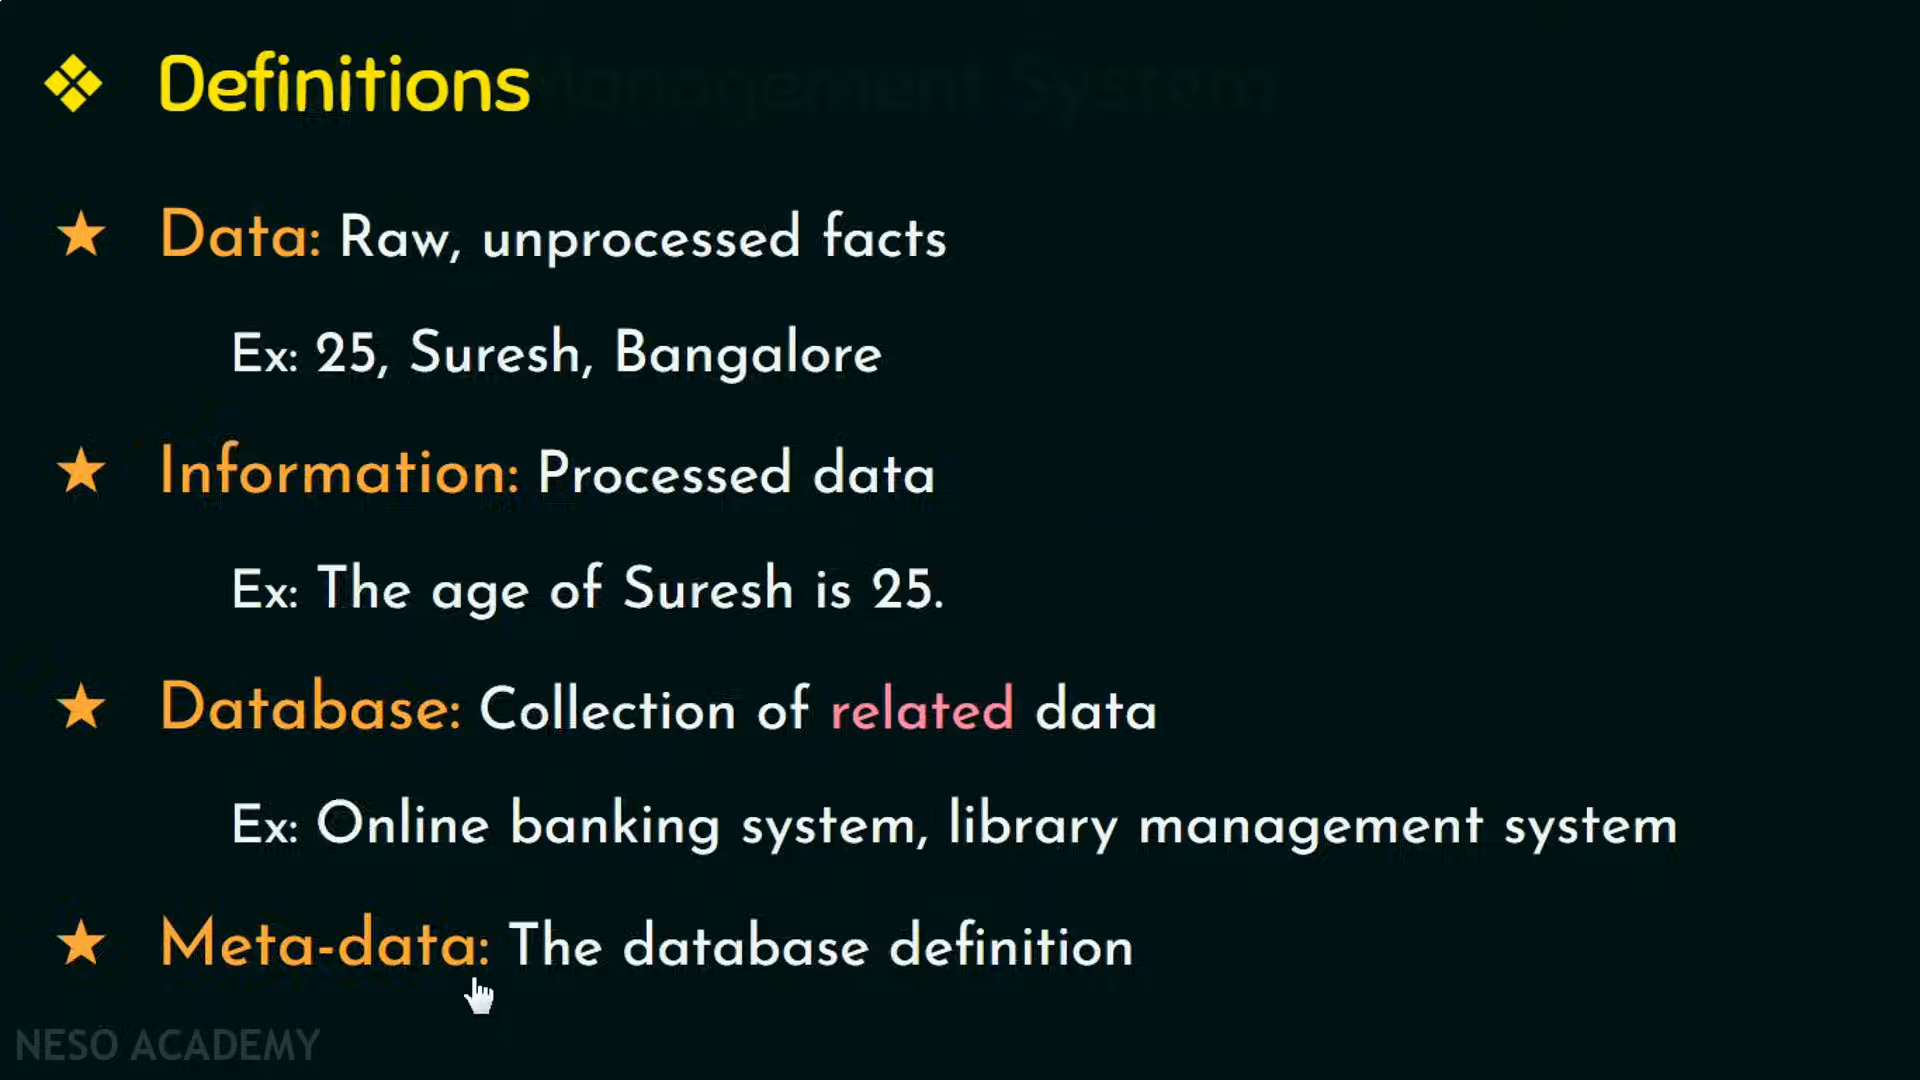 Definitions Management System
Data: Raw, unprocessed facts
Ex: 25, Suresh, Bangalore
Information: Processed data
Ex: The age of Suresh is 25.
Database: Collection of related data
Ex: Online banking system, library management system
Meta-data: The database definition
NESO ACADEMY